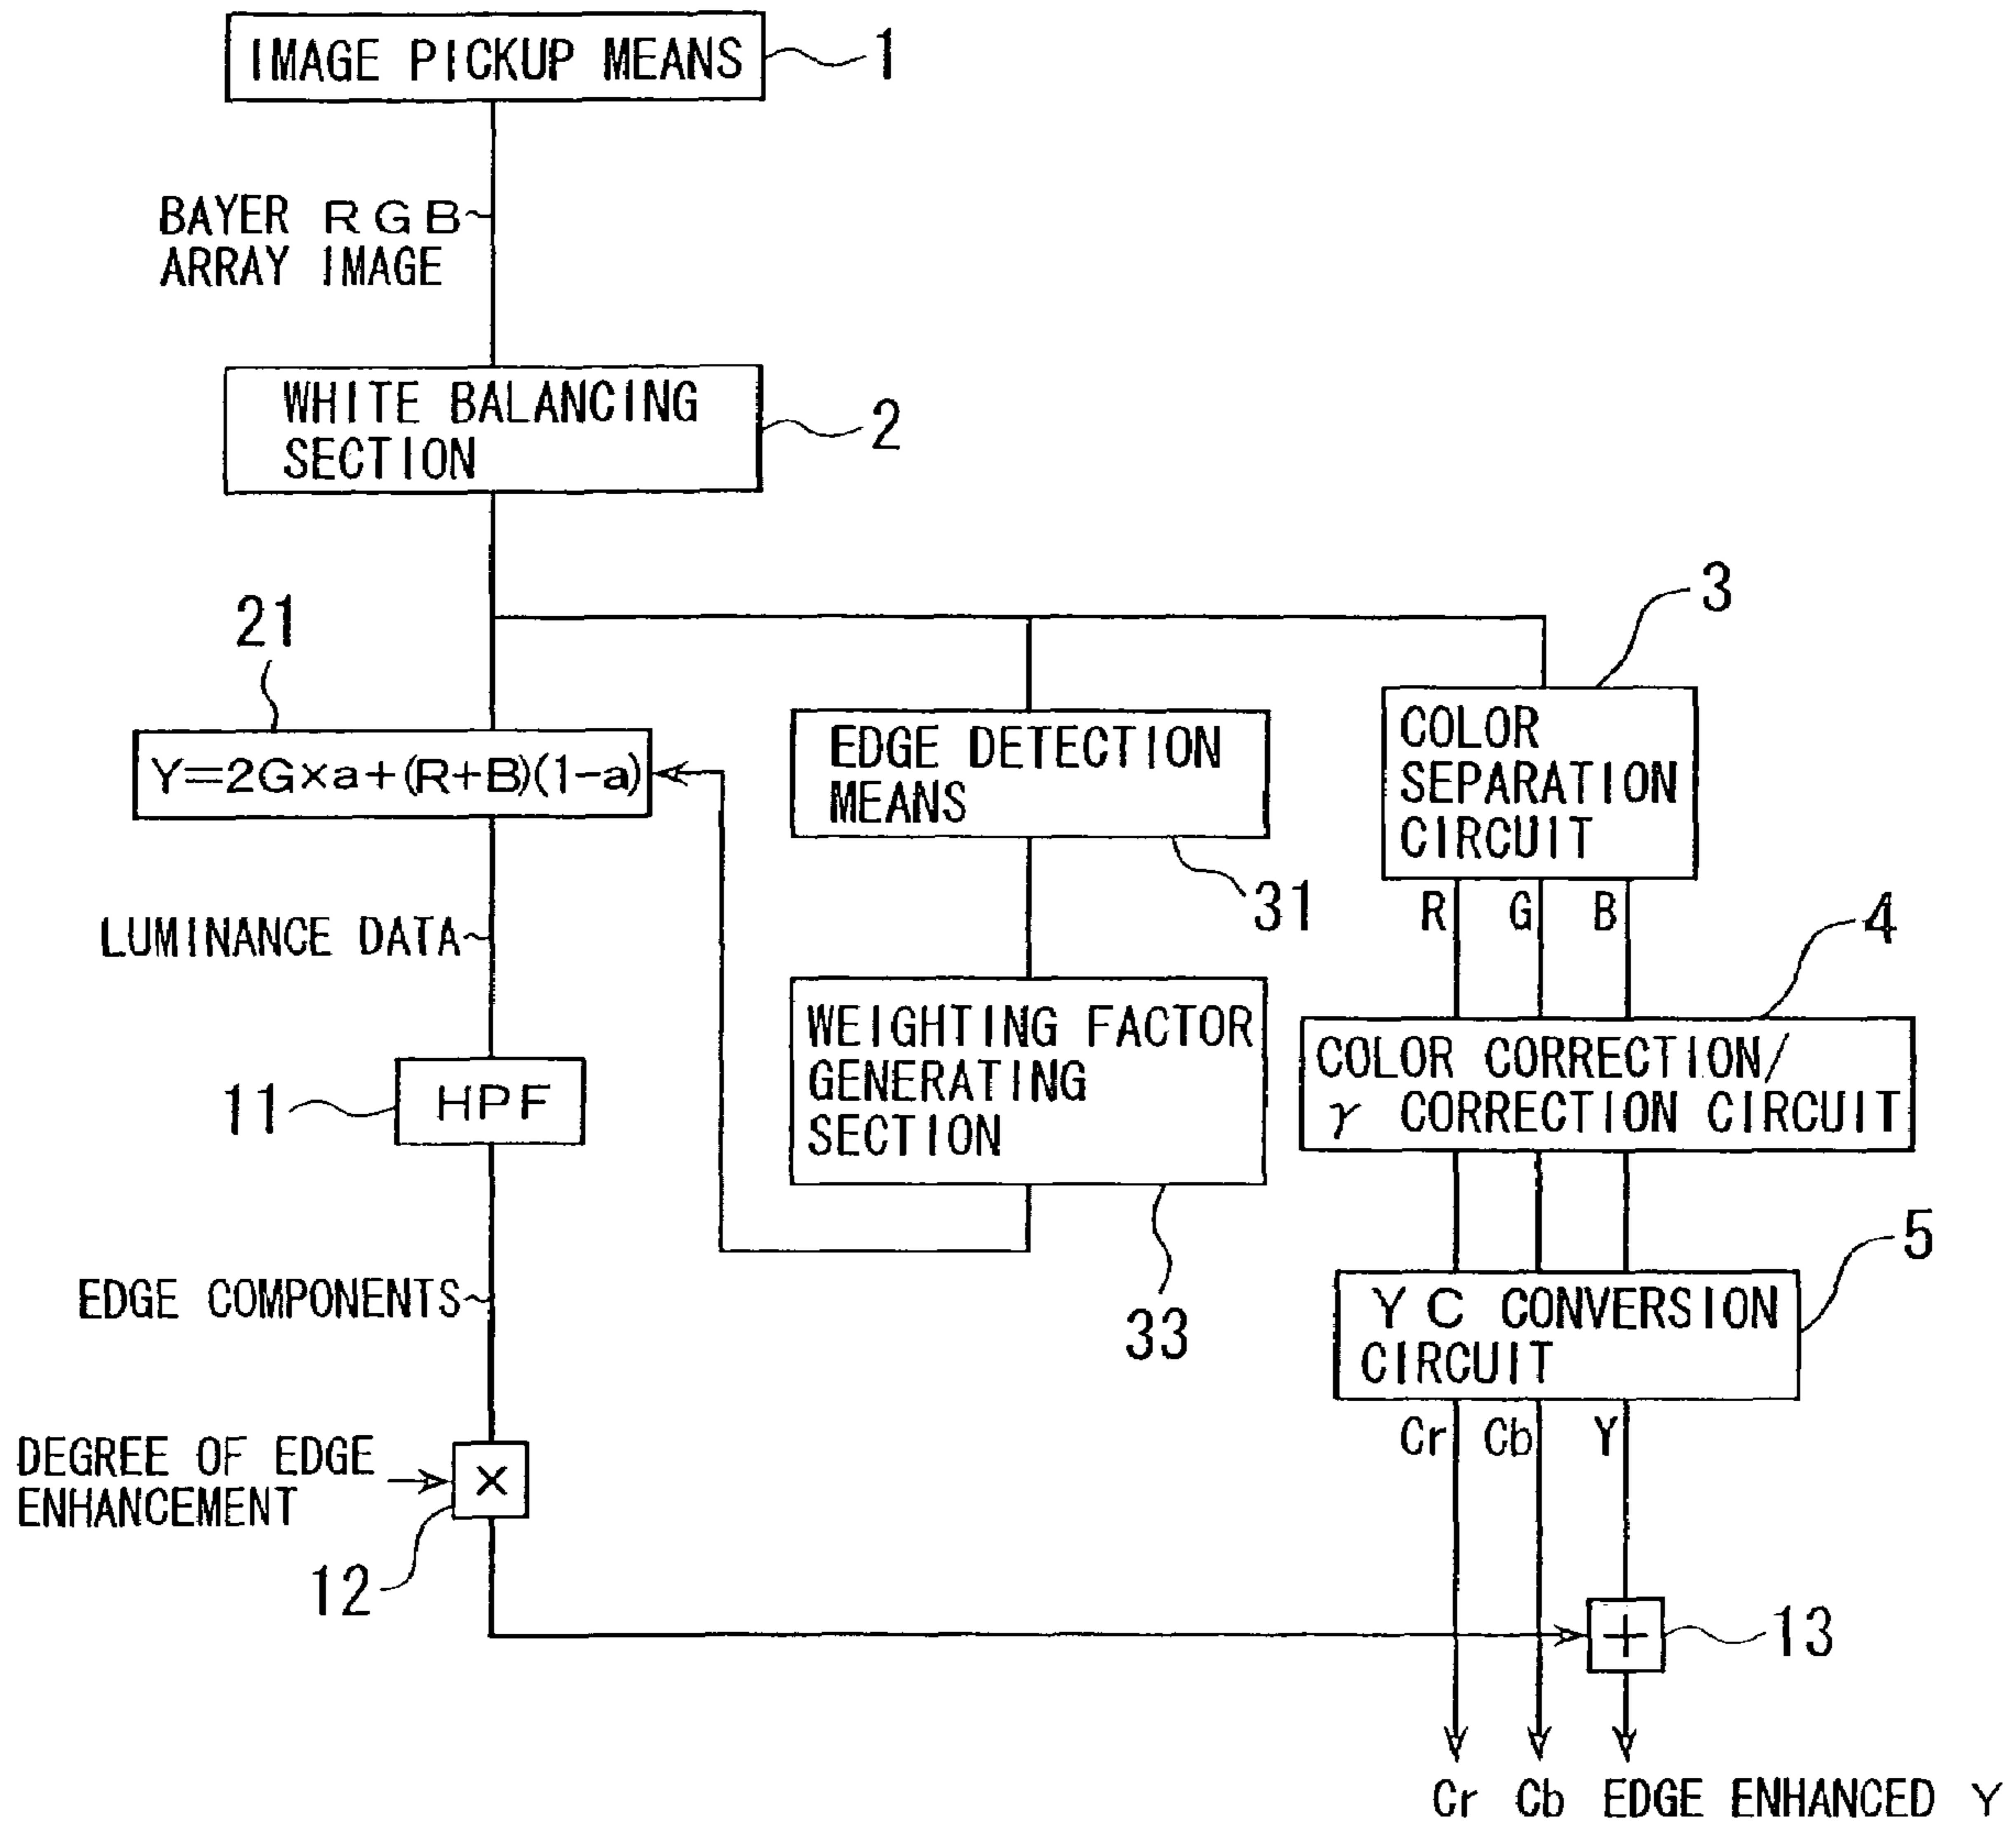 IMAGE PICKUP MEANS
1
BAYER RGB
ARRAY IMAGE
WHITE BALANCING
SECTION
2
21
Y=2G×a+(R+B)(1-a)
EDGE DETECTION
MEANS
31
3
COLOR
SEPARATION
CIRCUIT
R G B
LUMINANCE DATA
4
WEIGHTING FACTOR
GENERATING
SECTION
33
COLOR CORRECTION/
γ CORRECTION CIRCUIT
11
HPF
5
EDGE COMPONENTS
YC CONVERSION
CIRCUIT
Cr Cb Y
DEGREE OF EDGE
ENHANCEMENT
×
12
+
13
Cr Cb EDGE ENHANCED Y